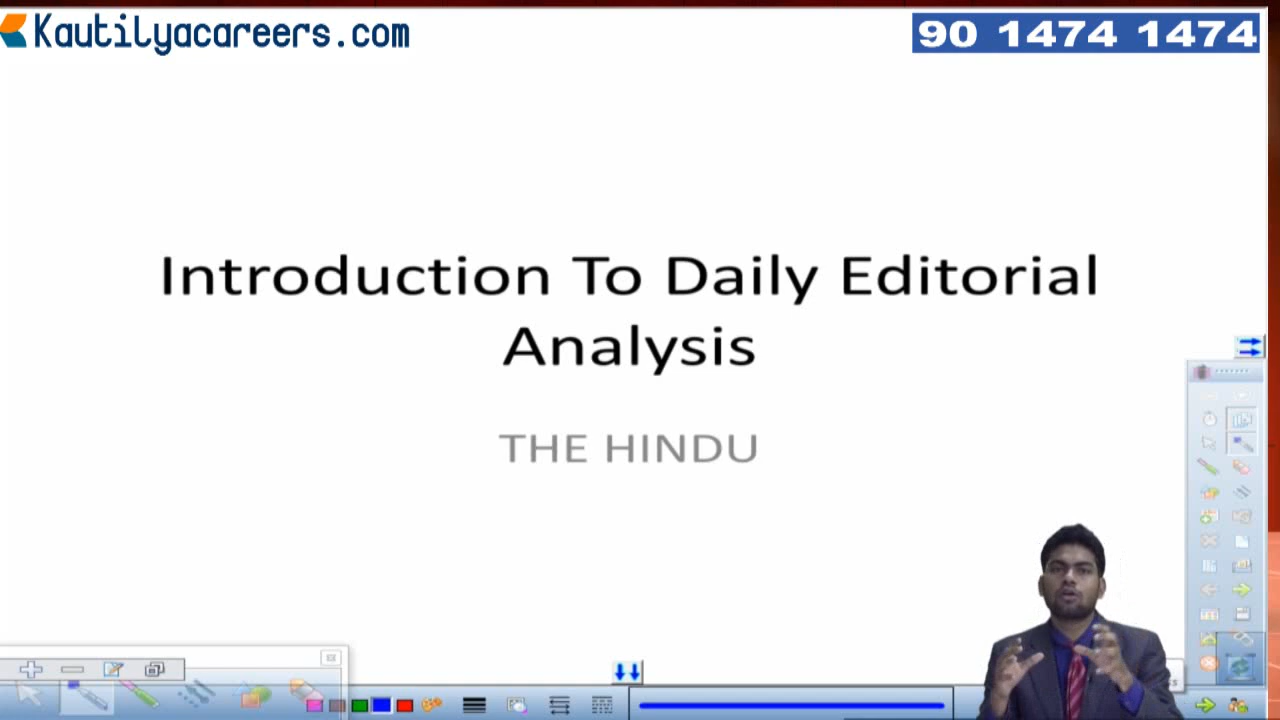 Kautilyacareers.com
90 1474 1474
Introduction To Daily Editorial
Analysis
THE HINDU